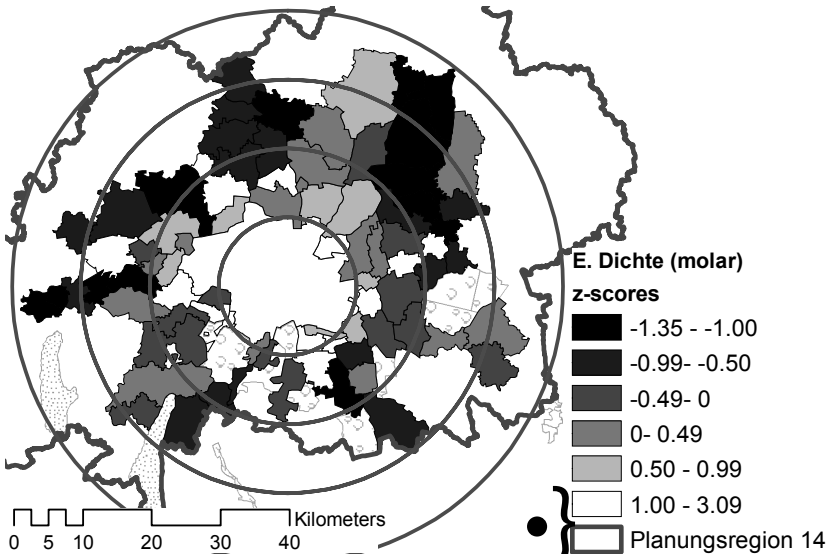 E. Dichte (molar)
z-scores
-1.35 - -1.00
-0.99- -0.50
-0.49- 0
0- 0.49
0.50 - 0.99
1.00 - 3.09
Planungsregion 14
Kilometers
0 5 10 20 30 40